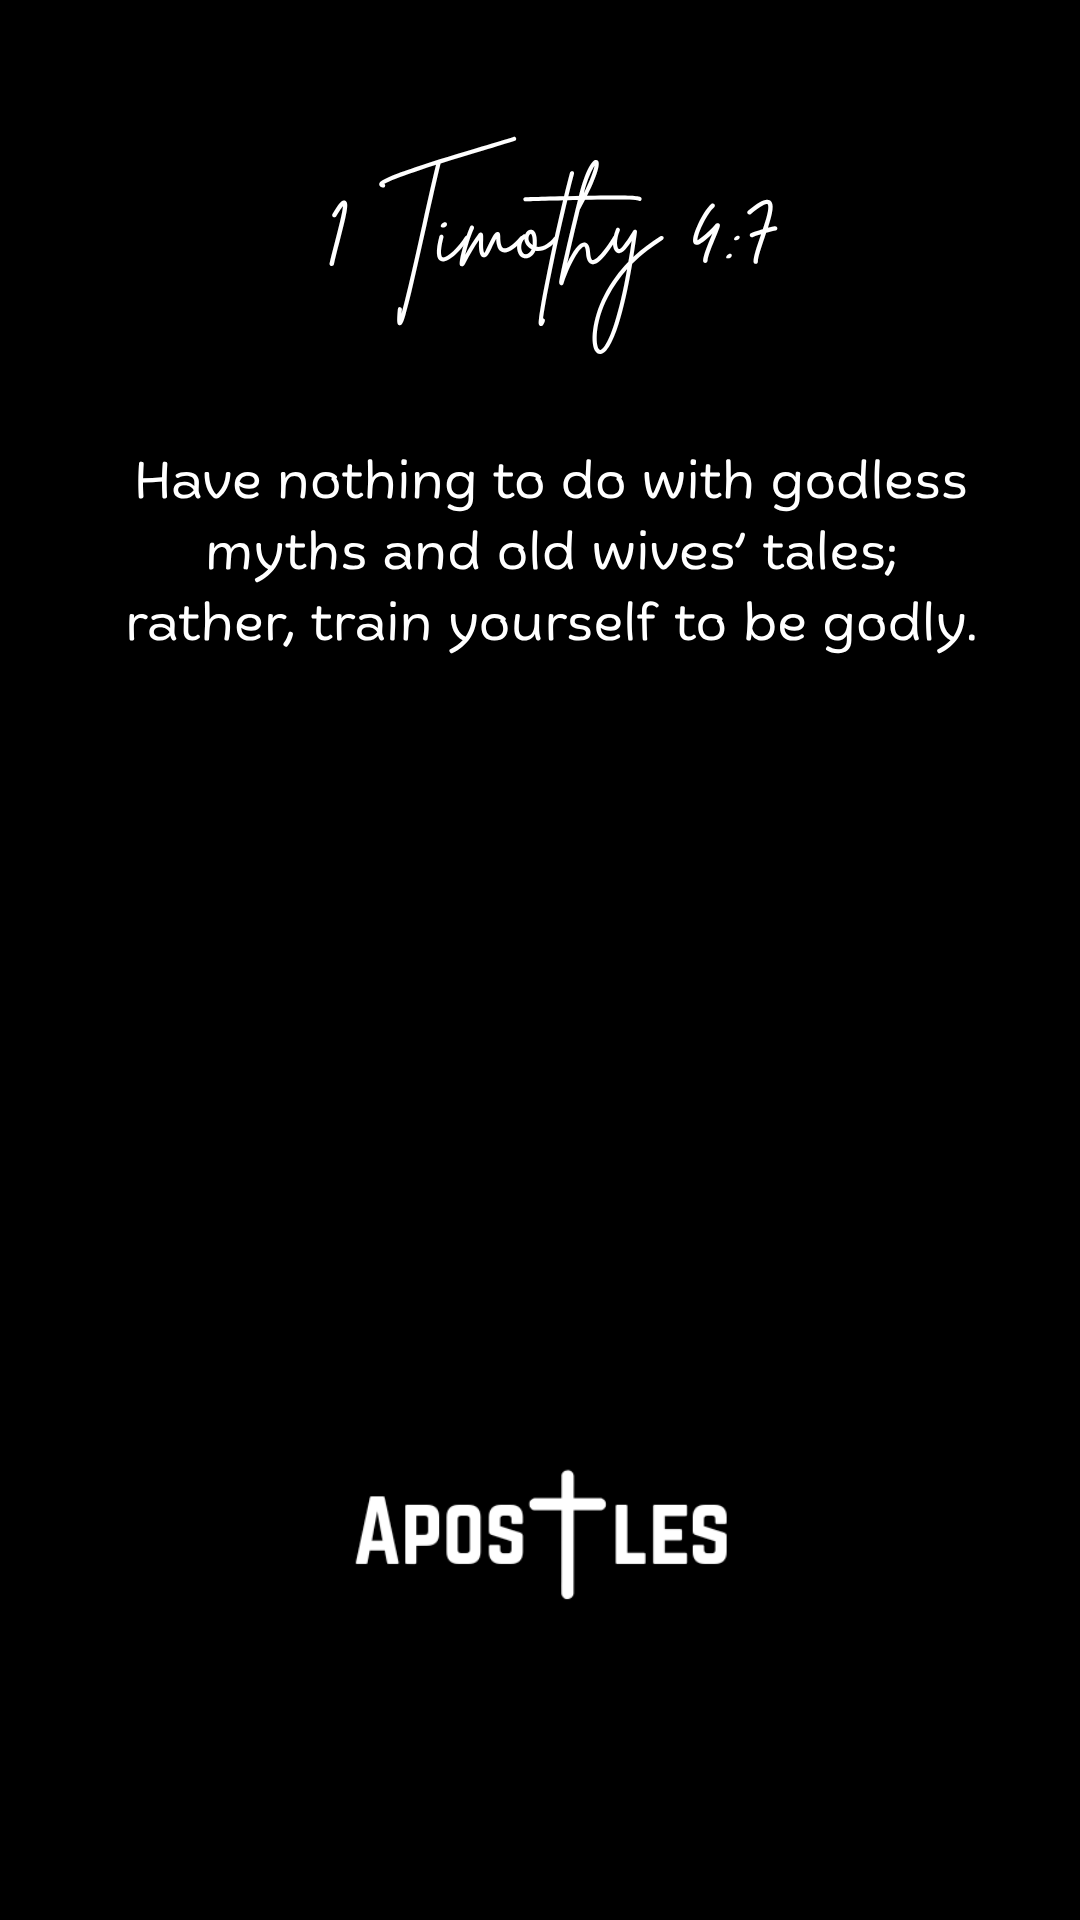 1 Timothy 4:7
Have nothing to do with godless
myths and old wives’ tales;
rather, train yourself to be godly.
APOSTLES